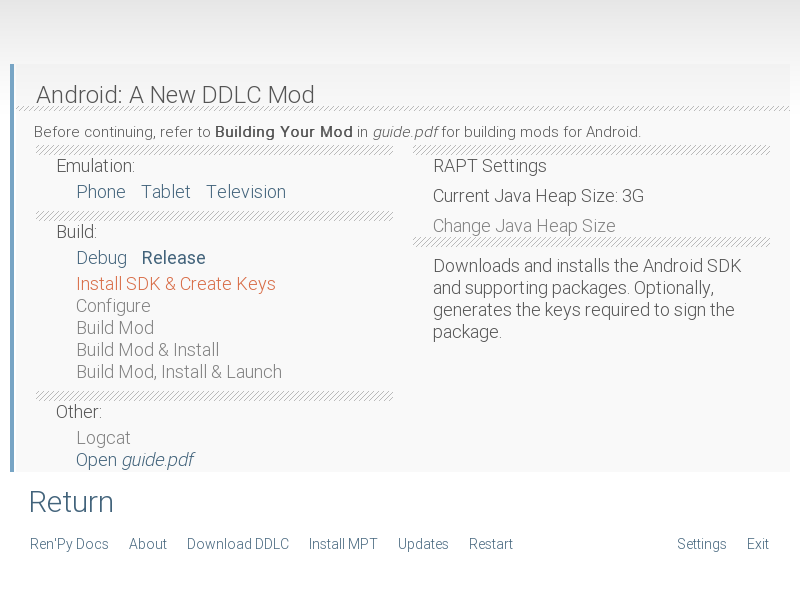 Android: A New DDLC Mod
Before continuing, refer to Building Your Mod in guide.pdf for building mods for Android.
Emulation:
Phone Tablet Television
Build:
Debug Release
Install SDK & Create Keys
Configure
Build Mod
Build Mod & Install
Build Mod, Install & Launch
Other:
Logcat
Open guide.pdf
RAPT Settings
Current Java Heap Size: 3G
Change Java Heap Size
Downloads and installs the Android SDK
and supporting packages. Optionally,
generates the keys required to sign the
package.
Return
Ren'Py Docs About Download DDLC Install MPT Updates Restart Settings Exit